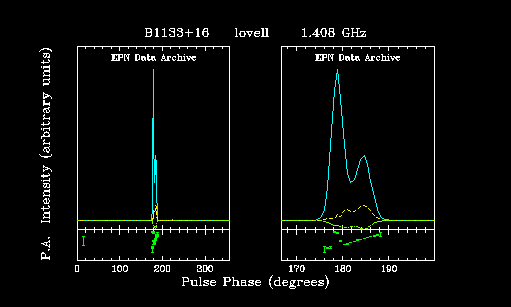 B1133+16 lovell 1.408 GHz
EPN Data Archive EPN Data Archive
P.A. Intensity (arbitrary units)
0 100 200 300 170 180 190
Pulse Phase (degrees)